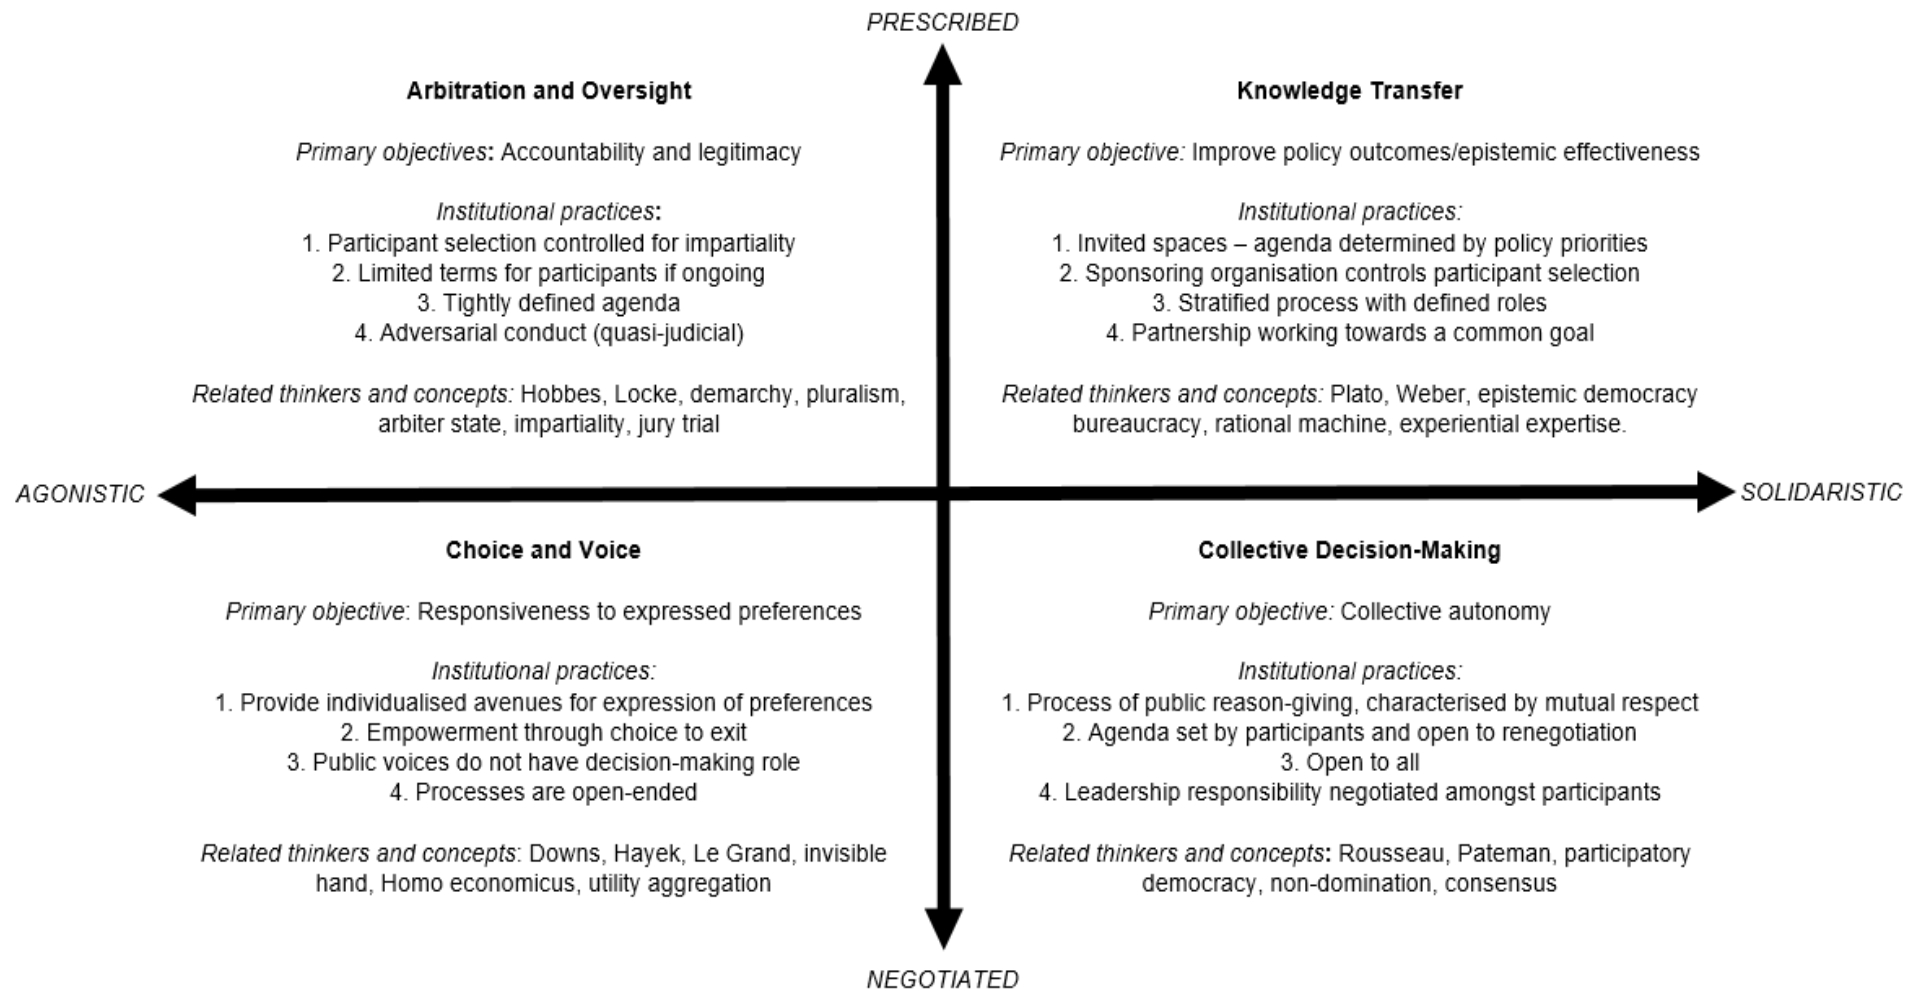 PRESCRIBED
Arbitration and Oversight
Primary objectives: Accountability and legitimacy
Institutional practices:
1. Participant selection controlled for impartiality
2. Limited terms for participants if ongoing
3. Tightly defined agenda
4. Adversarial conduct (quasi-judicial)
Related thinkers and concepts: Hobbes, Locke, demarchy, pluralism,
arbiter state, impartiality, jury trial
Knowledge Transfer
Primary objective: Improve policy outcomes/epistemic effectiveness
Institutional practices:
1. Invited spaces – agenda determined by policy priorities
2. Sponsoring organisation controls participant selection
3. Stratified process with defined roles
4. Partnership working towards a common goal
Related thinkers and concepts: Plato, Weber, epistemic democracy
bureaucracy, rational machine, experiential expertise.
AGONISTIC
SOLIDARISTIC
Choice and Voice
Primary objective: Responsiveness to expressed preferences
Institutional practices:
1. Provide individualised avenues for expression of preferences
2. Empowerment through choice to exit
3. Public voices do not have decision-making role
4. Processes are open-ended
Related thinkers and concepts: Downs, Hayek, Le Grand, invisible
hand, Homo economicus, utility aggregation
Collective Decision-Making
Primary objective: Collective autonomy
Institutional practices:
1. Process of public reason-giving, characterised by mutual respect
2. Agenda set by participants and open to renegotiation
3. Open to all
4. Leadership responsibility negotiated amongst participants
Related thinkers and concepts: Rousseau, Pateman, participatory
democracy, non-domination, consensus
NEGOTIATED